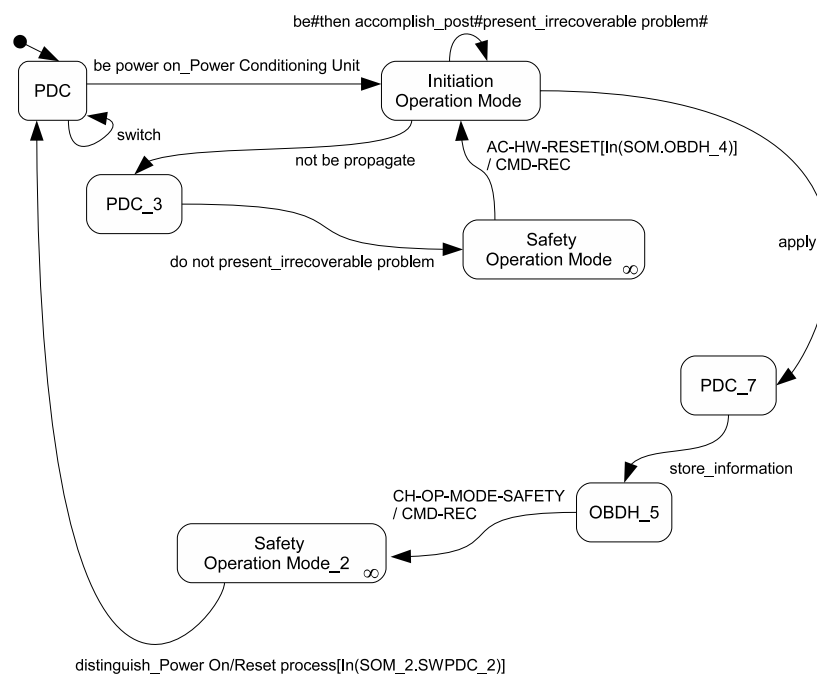 be#then accomplish_post#present_irrecoverable problem#
be power on_Power Conditioning Unit
PDC
Initiation
Operation Mode
switch
AC-HW-RESET[In(SOM.OBDH_4)]
/ CMD-REC
not be propagate
PDC_3
Safety
Operation Mode
∞
apply
do not present_irrecoverable problem
PDC_7
store_information
CH-OP-MODE-SAFETY
/ CMD-REC
OBDH_5
Safety
Operation Mode_2
∞
distinguish_Power On/Reset process[In(SOM_2.SWPDC_2)]